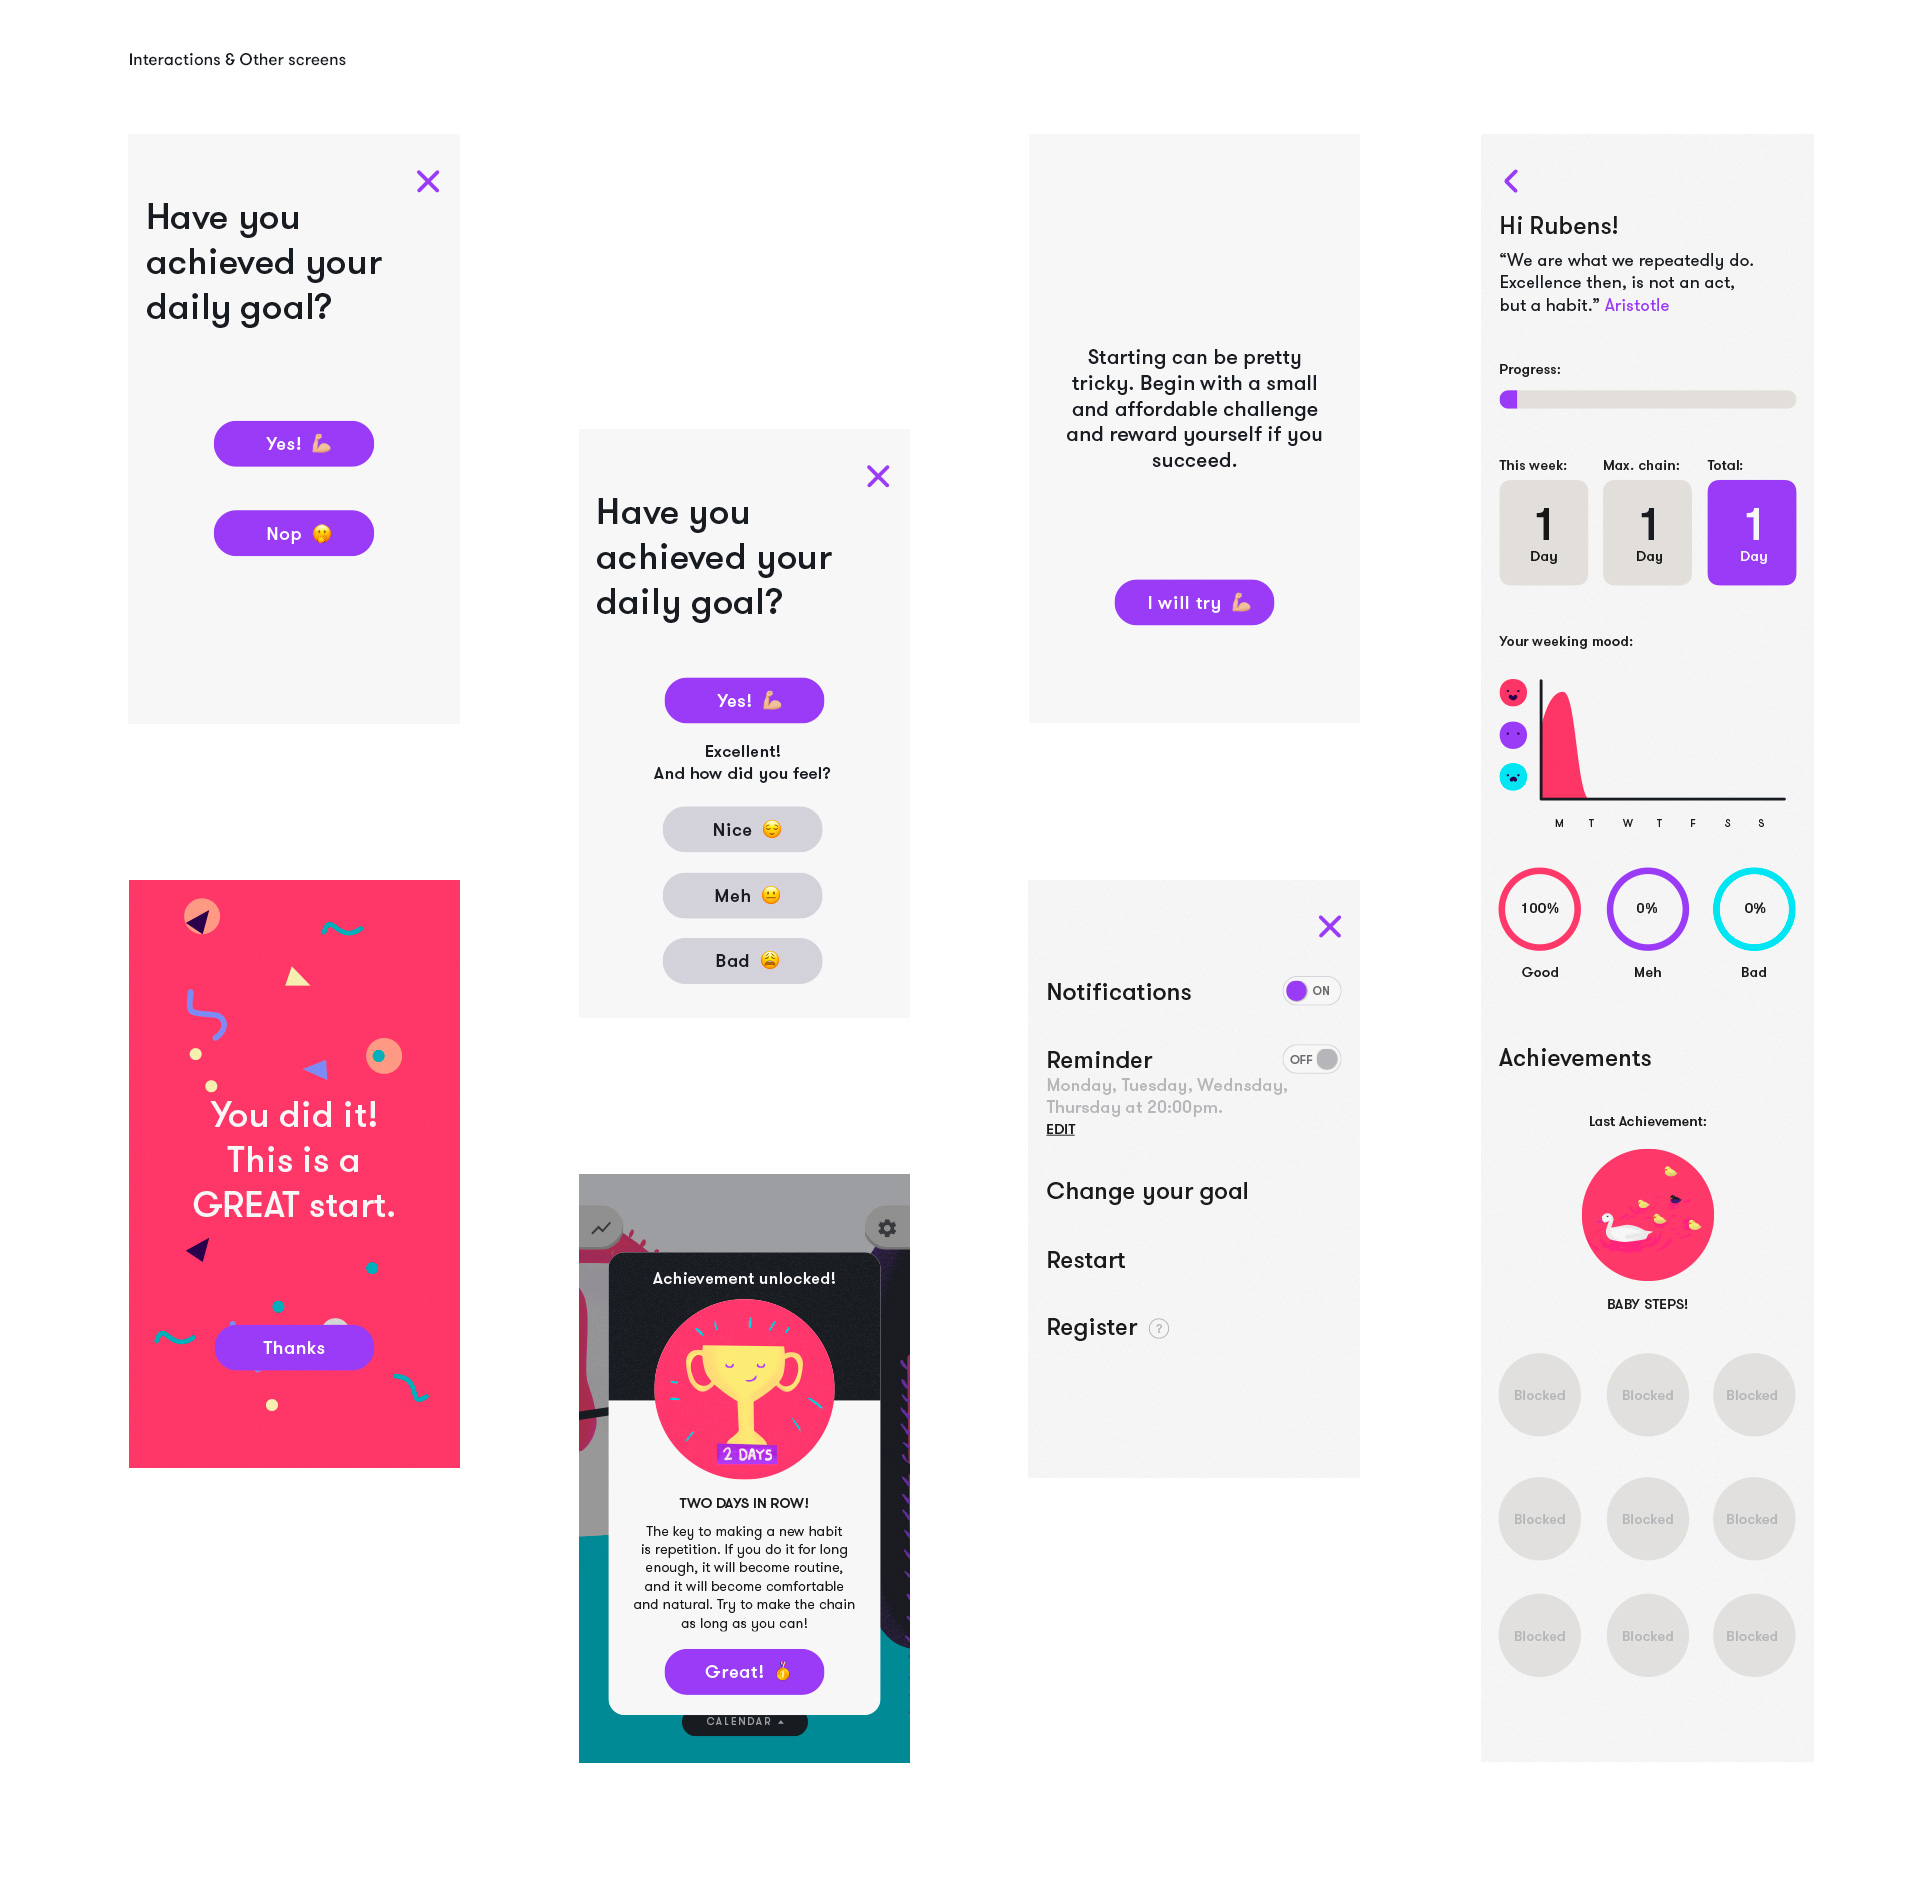 Interactions & Other screens
Have you
achieved your
daily goal?
Yes!
Nop
You did it!
This is a
GREAT start.
Thanks
Have you
achieved your
daily goal?
Yes!
Excellent!
And how did you feel?
Nice
Meh
Bad
Achievement unlocked!
2 DAYS
TWO DAYS IN ROW!
The key to making a new habit
is repetition. If you do it for long
enough, it will become routine,
and it will become comfortable
and natural. Try to make the chain
as long as you can!
Great!
CALENDAR
Starting can be pretty
tricky. Begin with a small
and affordable challenge
and reward yourself if you
succeed.
I will try
Notifications
ON
Reminder
OFF
Monday, Tuesday, Wednsday,
Thursday at 20:00pm.
EDIT
Change your goal
Restart
Register ?
Hi Rubens!
“We are what we repeatedly do.
Excellence then, is not an act,
but a habit.” Aristotle
Progress:
This week: Max. chain: Total:
1 1 1
Day Day Day
Your weeking mood:
M T W T F S S
100% 0% 0%
Good Meh Bad
Achievements
Last Achievement:
BABY STEPS!
Blocked Blocked Blocked
Blocked Blocked Blocked
Blocked Blocked Blocked